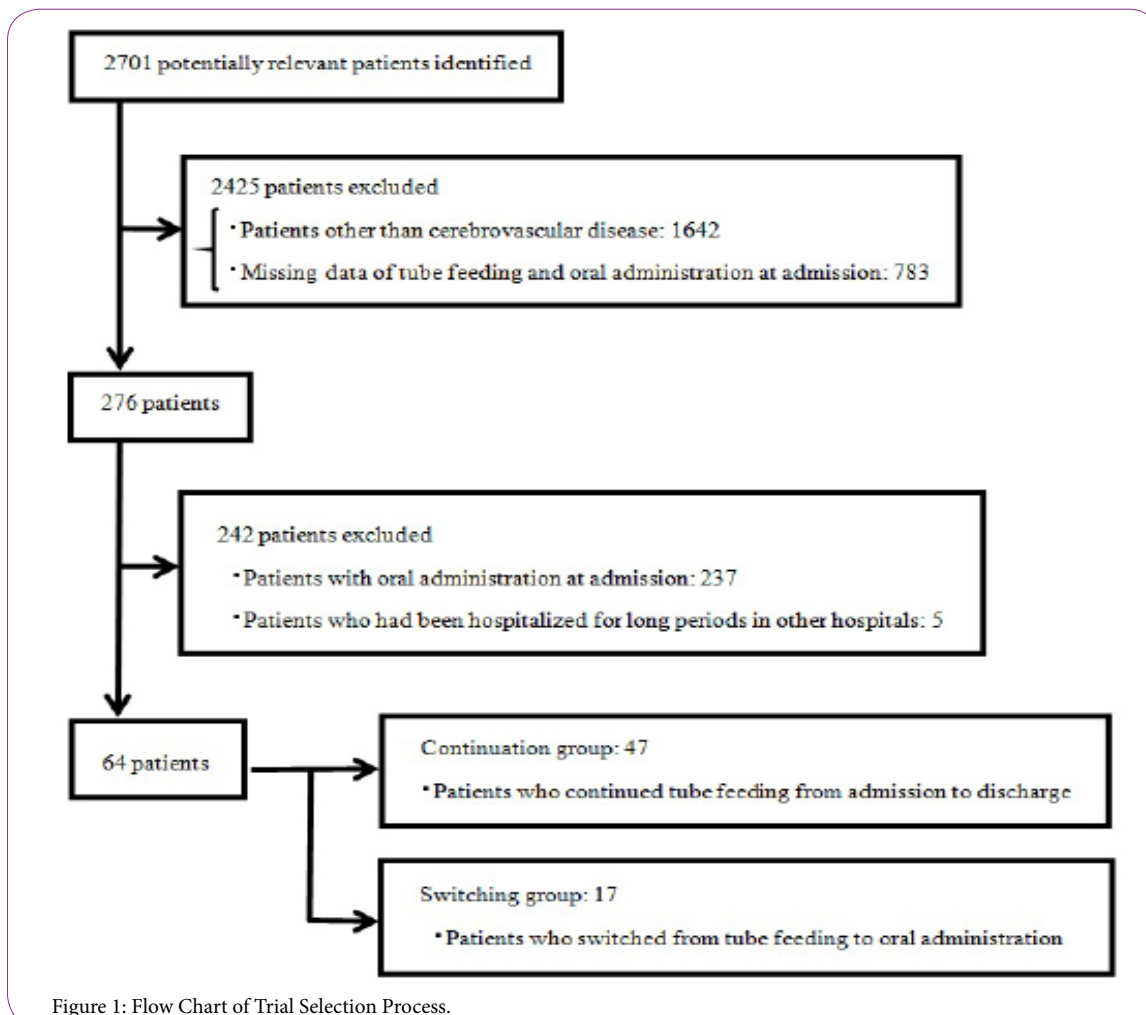 2701 potentially relevant patients identified
2425 patients excluded
・Patients other than cerebrovascular disease: 1642
・Missing data of tube feeding and oral administration at admission: 783
276 patients
242 patients excluded
・Patients with oral administration at admission: 237
・Patients who had been hospitalized for long periods in other hospitals: 5
64 patients
Continuation group: 47
・Patients who continued tube feeding from admission to discharge
Switching group: 17
・Patients who switched from tube feeding to oral administration
Figure 1: Flow Chart of Trial Selection Process.